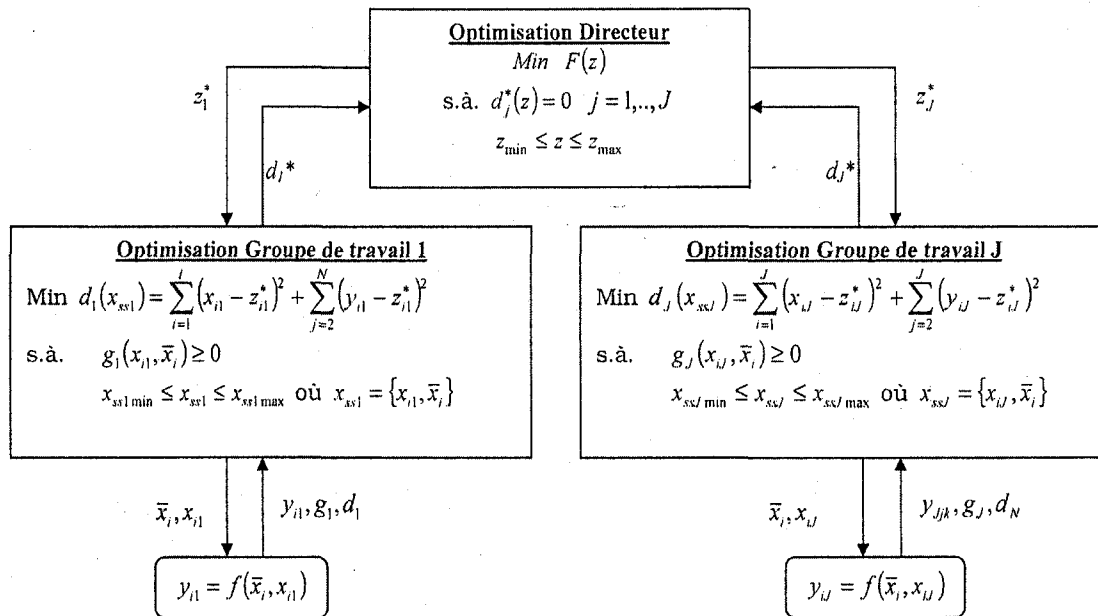 Optimisation Directeur
Min F(z)
s.à. d_j^*(z) = 0 j = 1,..,J
z_min ≤ z ≤ z_max
z_1^*
z_J^*
d_1*
d_J*
Optimisation Groupe de travail 1
Min d_1(x_ss1) = ∑_{i=1}^{I} (x_i1 − z_i1^*)^2 + ∑_{j=2}^{N} (y_i1 − z_i1^*)^2
s.à. g_1(x_i1, x̄_i) ≥ 0
x_ss1 min ≤ x_ss1 ≤ x_ss1 max où x_ss1 = {x_i1, x̄_i}
Optimisation Groupe de travail J
Min d_J(x_ssJ) = ∑_{i=1}^{J} (x_iJ − z_iJ^*)^2 + ∑_{j=2}^{J} (y_iJ − z_iJ^*)^2
s.à. g_J(x_iJ, x̄_i) ≥ 0
x_ssJ min ≤ x_ssJ ≤ x_ssJ max où x_ssJ = {x_iJ, x̄_i}
x̄_i, x_i1
y_i1, g_1, d_1
x̄_i, x_iJ
y_Jjk, g_J, d_N
y_i1 = f(x̄_i, x_i1)
y_iJ = f(x̄_i, x_iJ)